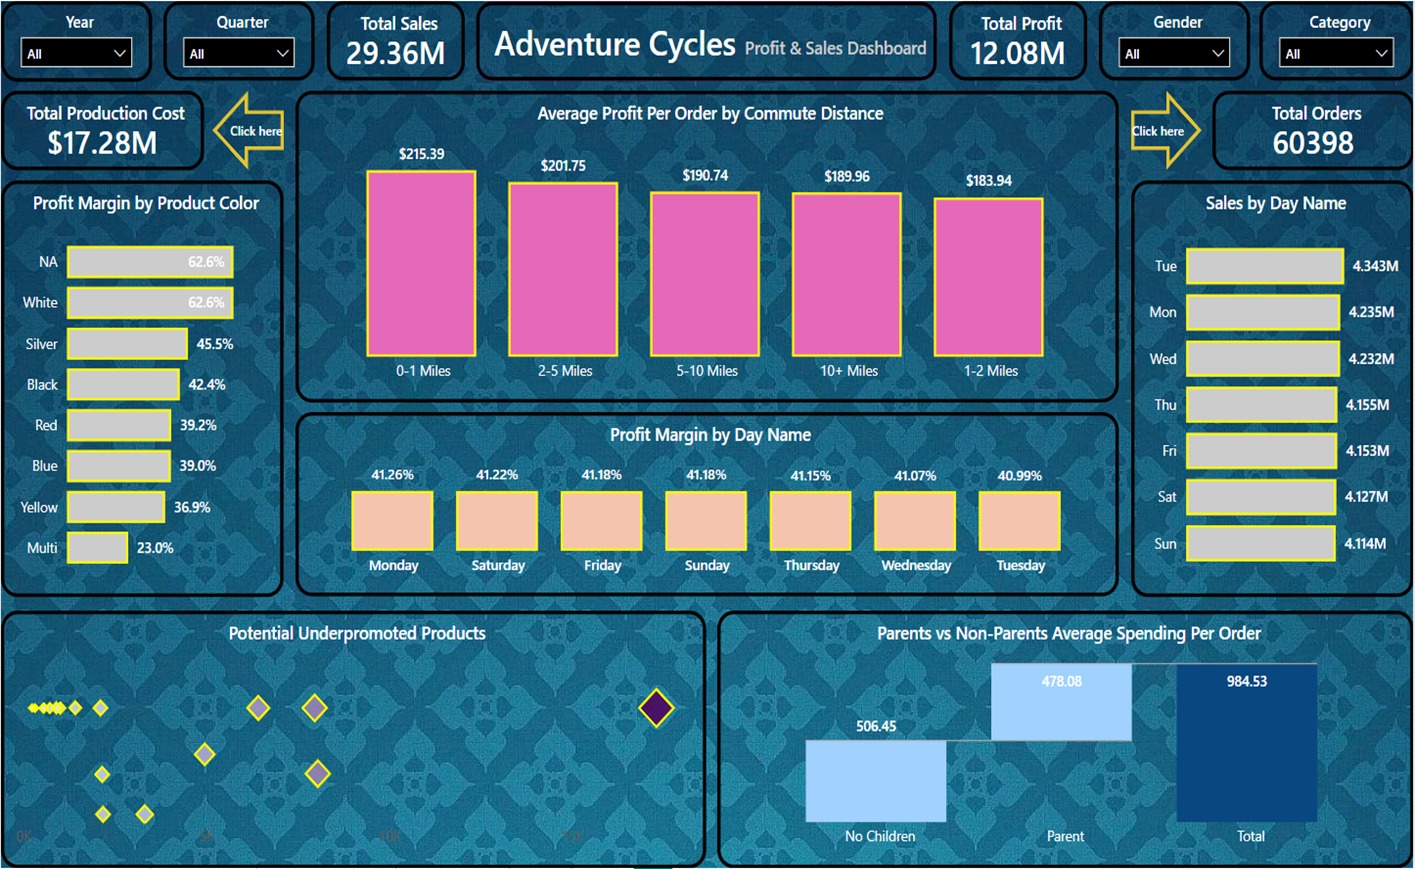 Year
All
Quarter
All
Total Sales
29.36M
Adventure Cycles Profit & Sales Dashboard
Total Profit
12.08M
Gender
All
Category
All
Total Production Cost
$17.28M
Click here
Average Profit Per Order by Commute Distance
$215.39
$201.75
$190.74
$189.96
$183.94
0-1 Miles
2-5 Miles
5-10 Miles
10+ Miles
1-2 Miles
Click here
Total Orders
60398
Profit Margin by Product Color
NA 62.6%
White 62.6%
Silver 45.5%
Black 42.4%
Red 39.2%
Blue 39.0%
Yellow 36.9%
Multi 23.0%
Profit Margin by Day Name
41.26%
41.22%
41.18%
41.18%
41.15%
41.07%
40.99%
Monday
Saturday
Friday
Sunday
Thursday
Wednesday
Tuesday
Sales by Day Name
Tue 4.343M
Mon 4.235M
Wed 4.232M
Thu 4.155M
Fri 4.153M
Sat 4.127M
Sun 4.114M
Potential Underpromoted Products
0K
5K
10K
15K
Parents vs Non-Parents Average Spending Per Order
506.45
478.08
984.53
No Children
Parent
Total